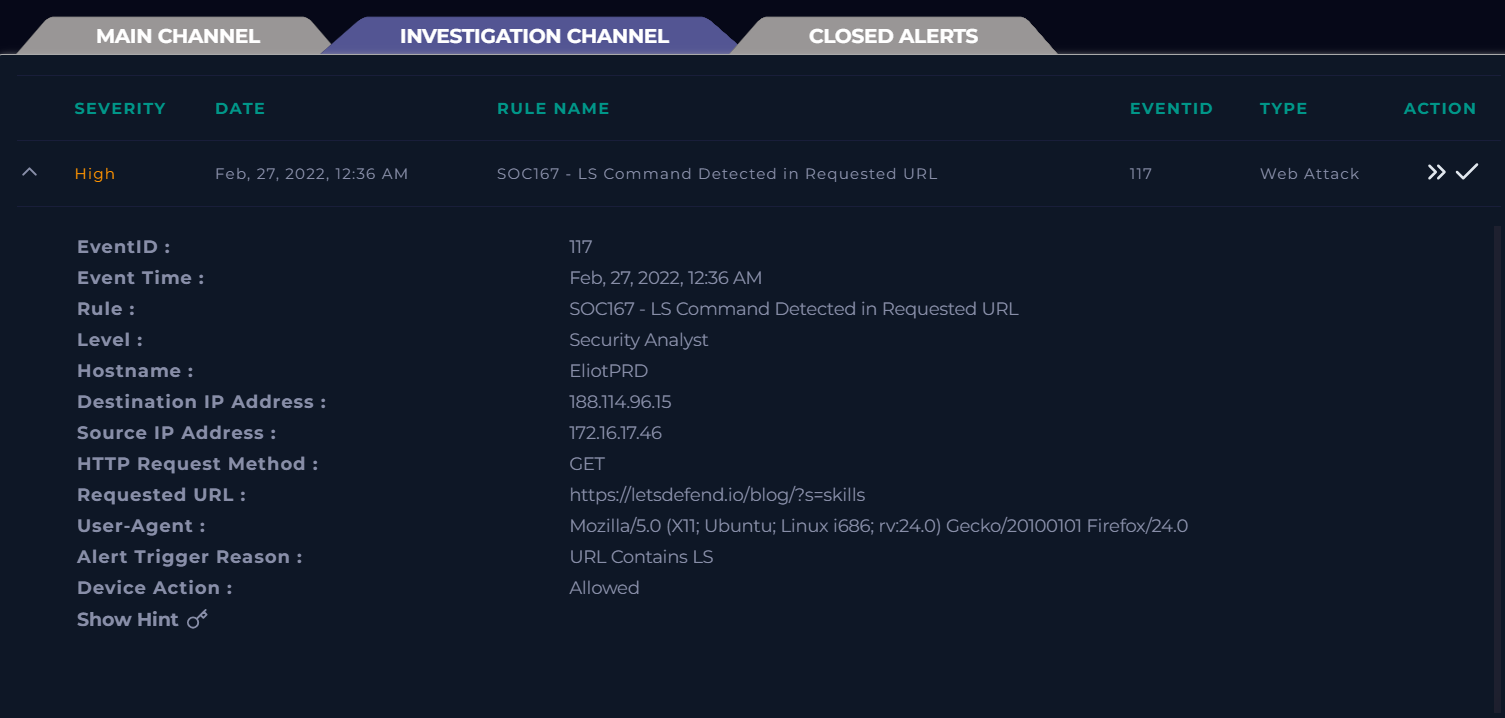 MAIN CHANNEL INVESTIGATION CHANNEL CLOSED ALERTS
SEVERITY DATE RULE NAME EVENTID TYPE ACTION
High Feb, 27, 2022, 12:36 AM SOC167 - LS Command Detected in Requested URL 117 Web Attack
EventID : 117
Event Time : Feb, 27, 2022, 12:36 AM
Rule : SOC167 - LS Command Detected in Requested URL
Level : Security Analyst
Hostname : EliotPRD
Destination IP Address : 188.114.96.15
Source IP Address : 172.16.17.46
HTTP Request Method : GET
Requested URL : https://letsdefend.io/blog/?s=skills
User-Agent : Mozilla/5.0 (X11; Ubuntu; Linux i686; rv:24.0) Gecko/20100101 Firefox/24.0
Alert Trigger Reason : URL Contains LS
Device Action : Allowed
Show Hint